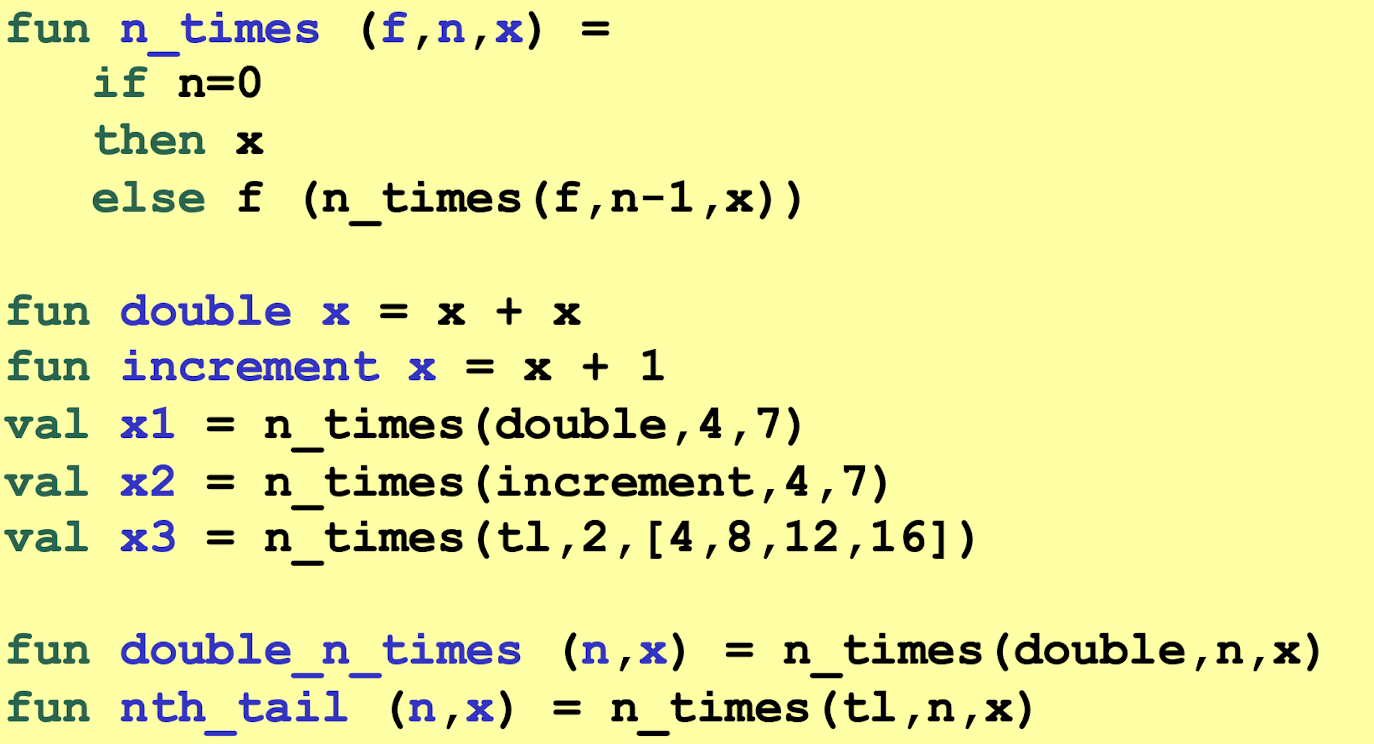 fun n_times (f,n,x) =
   if n=0
   then x
   else f (n_times(f,n-1,x))

fun double x = x + x
fun increment x = x + 1
val x1 = n_times(double,4,7)
val x2 = n_times(increment,4,7)
val x3 = n_times(tl,2,[4,8,12,16])

fun double_n_times (n,x) = n_times(double,n,x)
fun nth_tail (n,x) = n_times(tl,n,x)